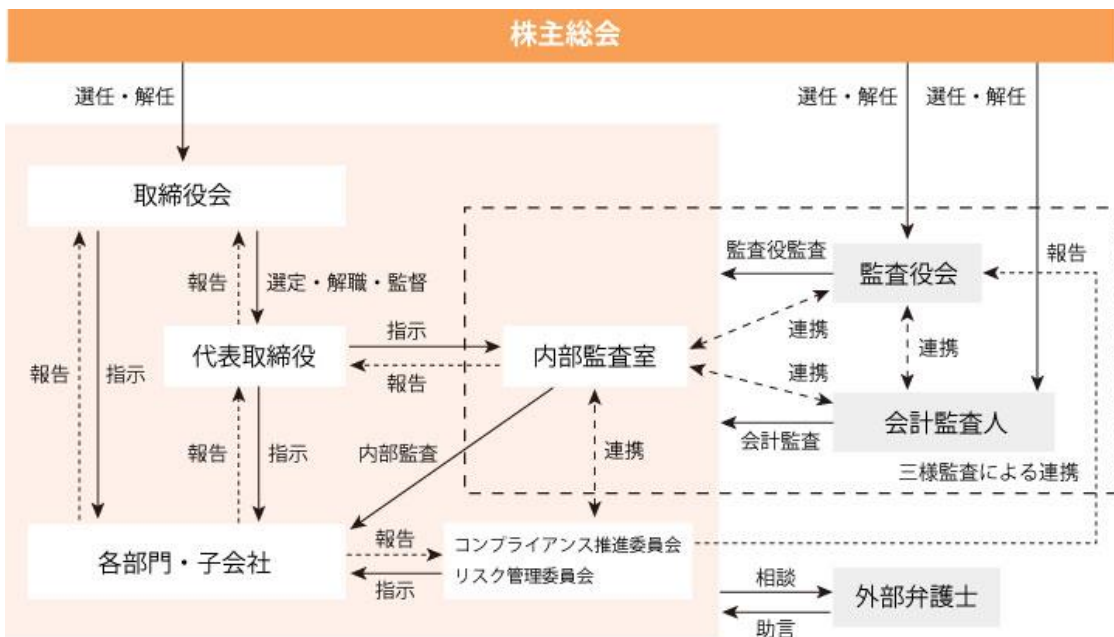 株主総会
選任・解任
選任・解任
選任・解任
取締役会
監査役監査
監査役会
報告
報告
選定・解職・監督
連携
指示
代表取締役
内部監査室
連携
報告
指示
報告
連携
会計監査人
会計監査
報告
指示
内部監査
連携
三様監査による連携
各部門・子会社
報告
コンプライアンス推進委員会
リスク管理委員会
指示
相談
外部弁護士
助言